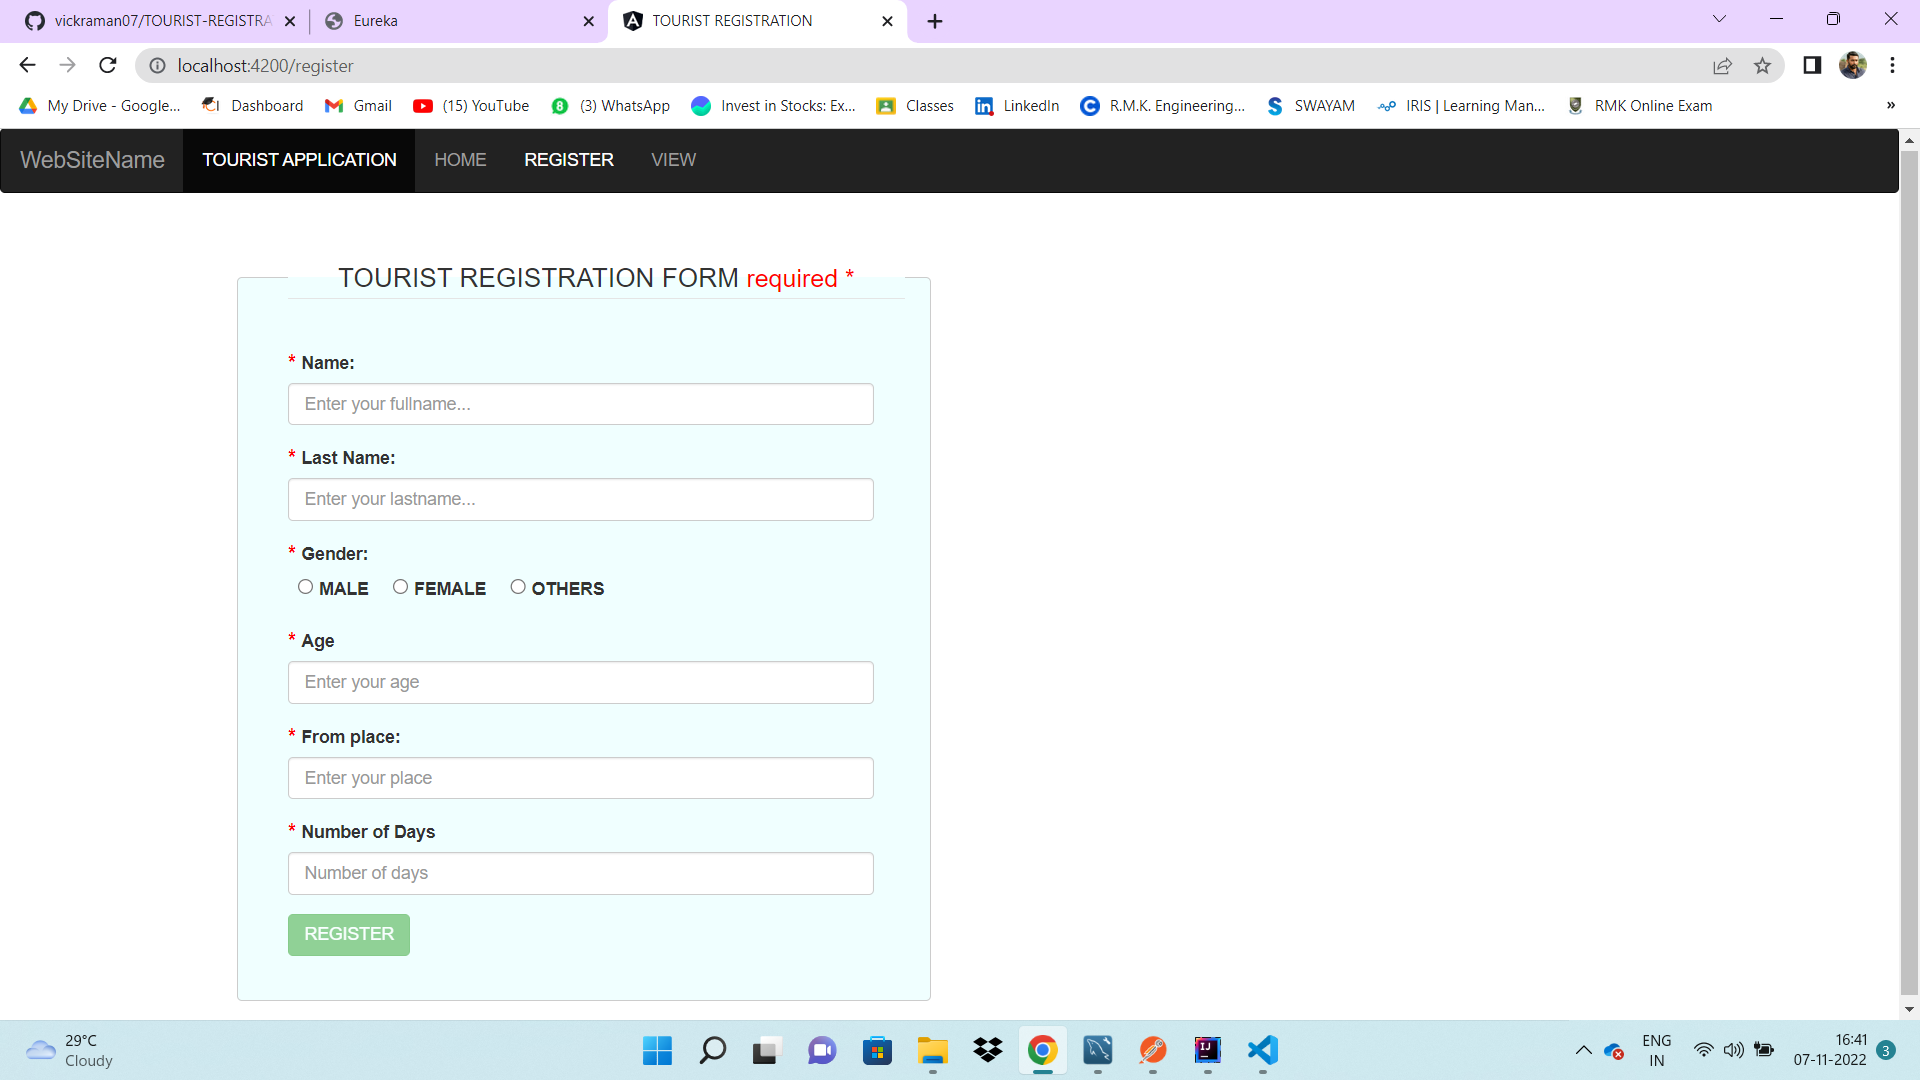 vickraman07/TOURIST-REGISTRA
Eureka
TOURIST REGISTRATION
localhost:4200/register
My Drive - Google...
Dashboard
Gmail
(15) YouTube
(3) WhatsApp
Invest in Stocks: Ex...
Classes
LinkedIn
R.M.K. Engineering...
SWAYAM
IRIS | Learning Man...
RMK Online Exam
»
WebSiteName
TOURIST APPLICATION
HOME
REGISTER
VIEW
TOURIST REGISTRATION FORM required *
* Name:
Enter your fullname...
* Last Name:
Enter your lastname...
* Gender:
MALE FEMALE OTHERS
* Age
Enter your age
* From place:
Enter your place
* Number of Days
Number of days
REGISTER
29°C
Cloudy
ENG
IN
16:41
07-11-2022
3